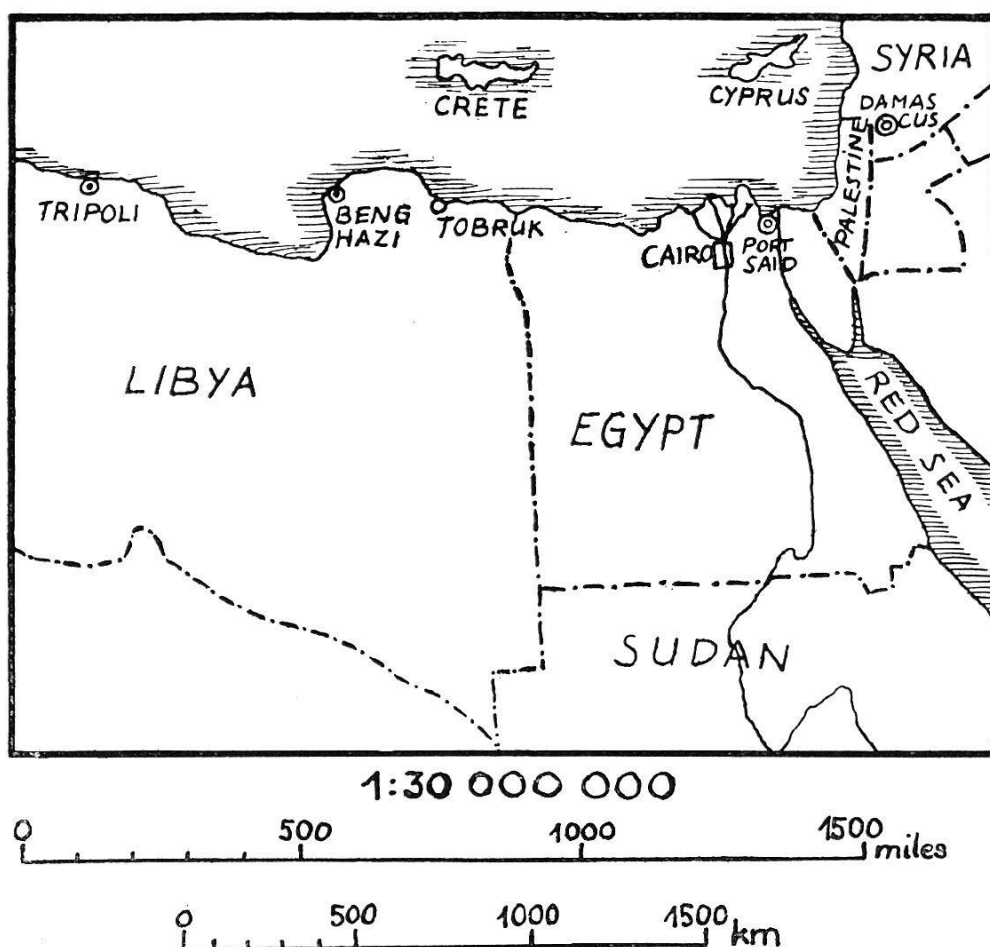 SYRIA
CRETE
CYPRUS
DAMAS
CUS
PALESTINE
TRIPOLI
BENG
HAZI
TOBRUK
CAIRO
PORT
SAID
LIBYA
EGYPT
RED SEA
SUDAN
1:30 000 000
0 500 1000 1500 miles
0 500 1000 1500 km